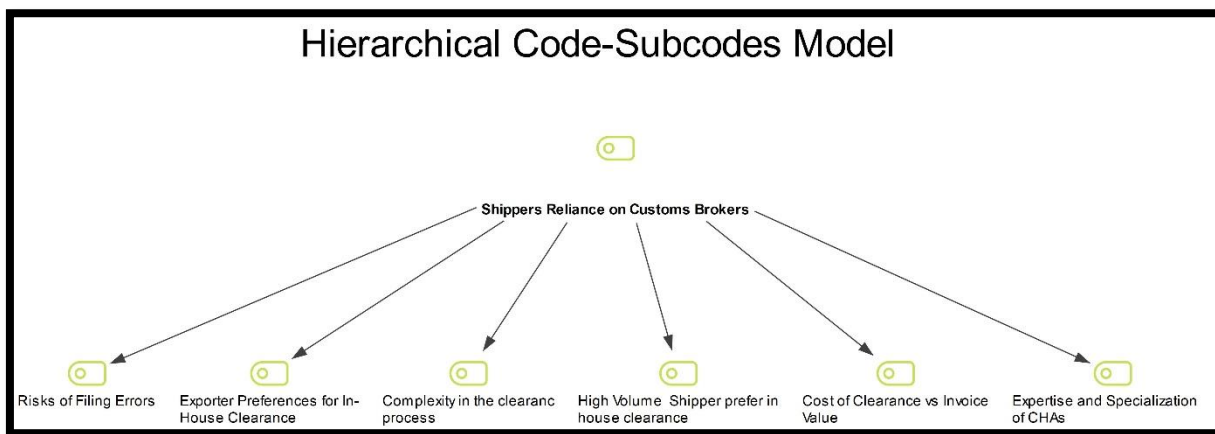 Hierarchical Code-Subcodes Model
Shippers Reliance on Customs Brokers
Risks of Filing Errors
Exporter Preferences for In-
House Clearance
Complexity in the clearanc
process
High Volume Shipper prefer in
house clearance
Cost of Clearance vs Invoice
Value
Expertise and Specialization
of CHAs